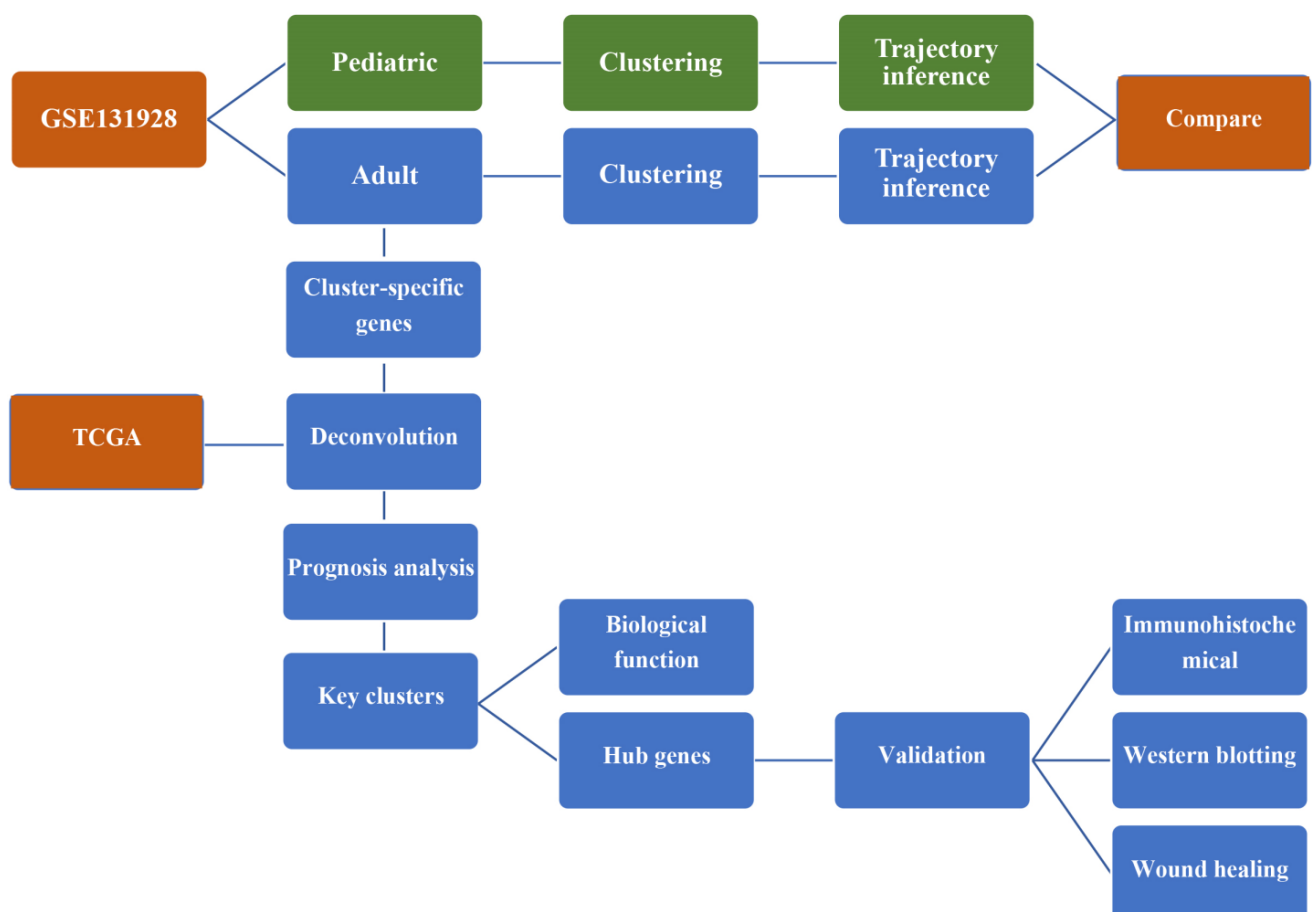 Pediatric
Clustering
Trajectory
inference
GSE131928
Compare
Adult
Clustering
Trajectory
inference
Cluster-specific
genes
TCGA
Deconvolution
Prognosis analysis
Key clusters
Biological
function
Hub genes
Validation
Immunohistoche
mical
Western blotting
Wound healing